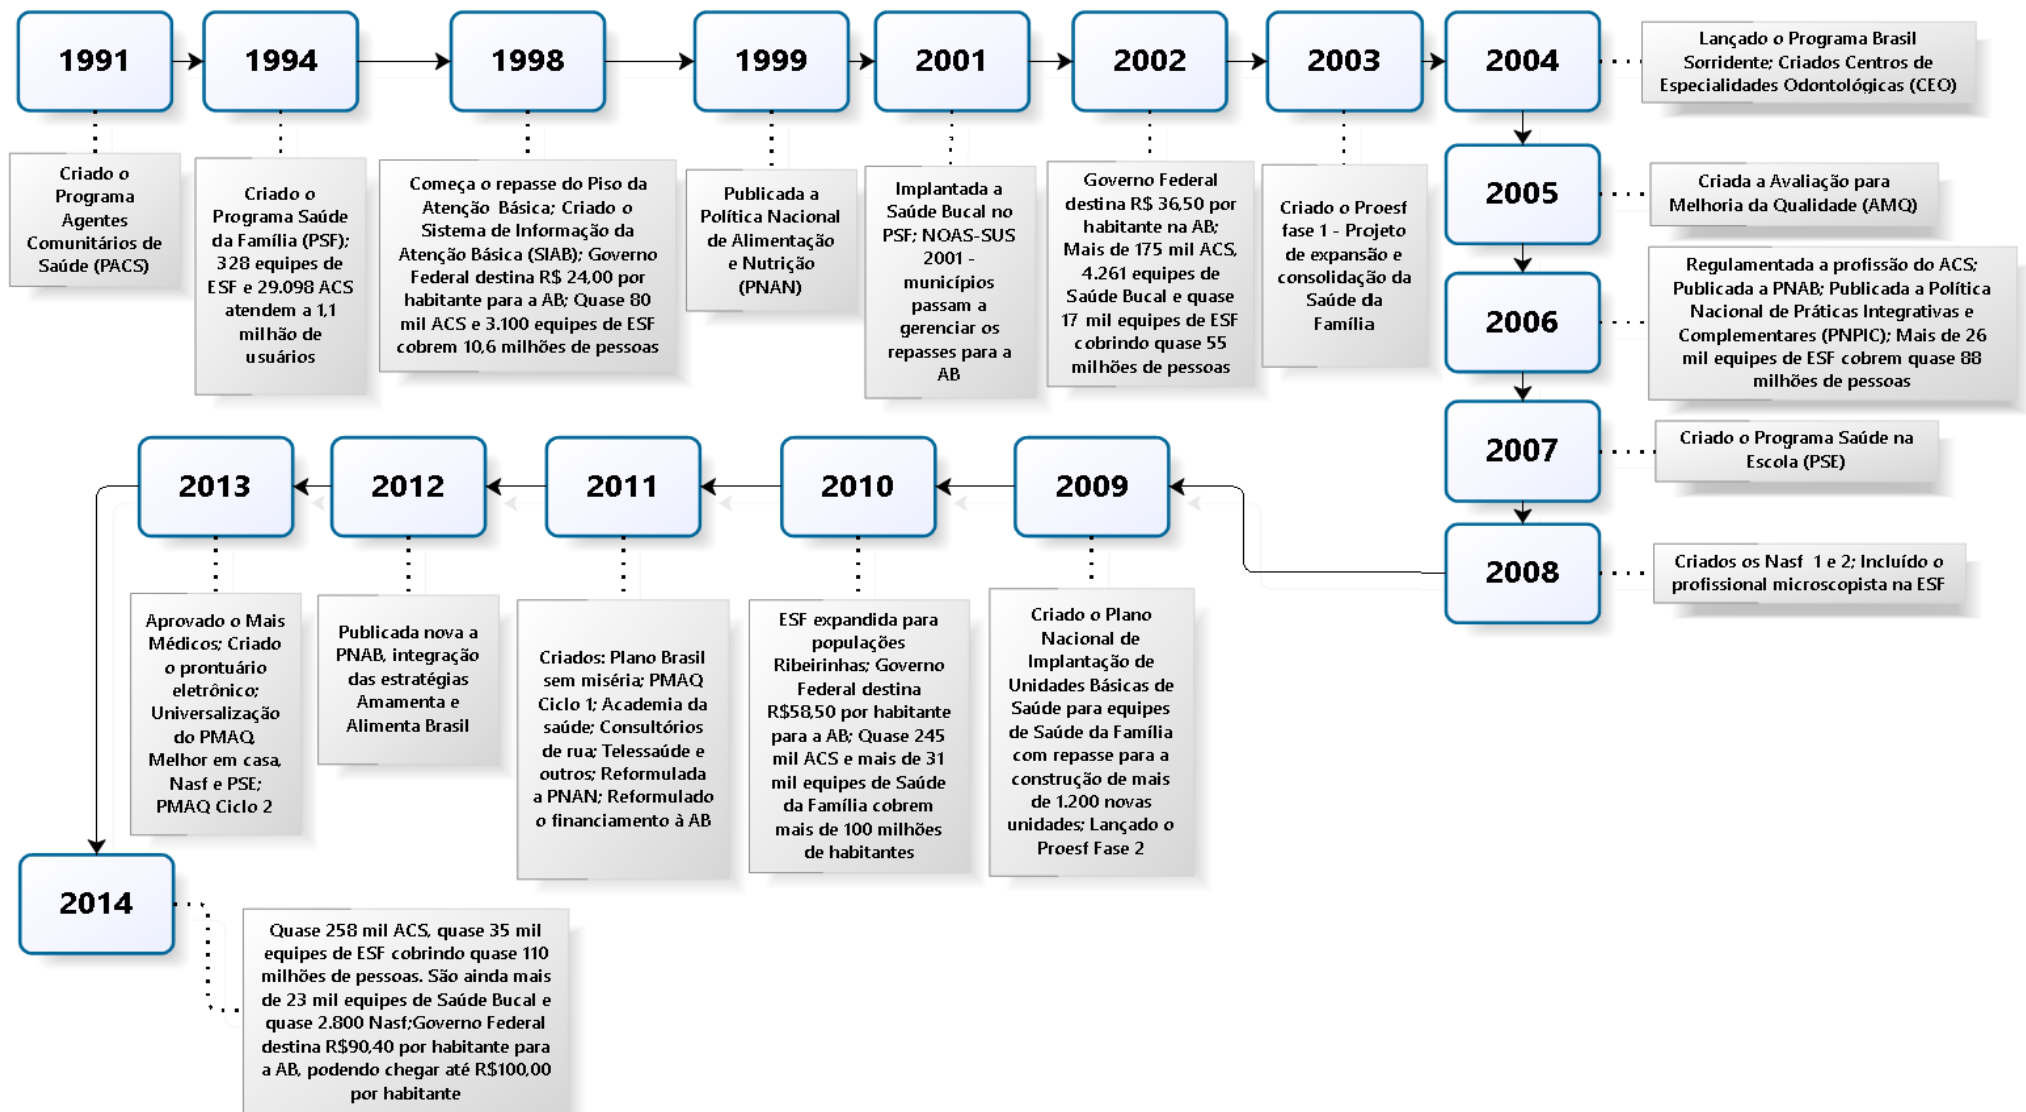 1991
Criado o
Programa
Agentes
Comunitários de
Saúde (PACS)
1994
Criado o
Programa Saúde
da Família (PSF);
328 equipes de
ESF e 29.098 ACS
atendem a 1,1
milhão de
usuários
1998
Começa o repasse do Piso da
Atenção Básica; Criado o
Sistema de Informação da
Atenção Básica (SIAB); Governo
Federal destina R$ 24,00 por
habitante para a AB; Quase 80
mil ACS e 3.100 equipes de ESF
cobrem 10,6 milhões de pessoas
1999
Publicada a
Política Nacional
de Alimentação
e Nutrição
(PNAN)
2001
Implantada a
Saúde Bucal no
PSF; NOAS-SUS
2001 -
municípios
passam a
gerenciar os
repasses para a
AB
2002
Governo Federal
destina R$ 36,50 por
habitante na AB;
Mais de 175 mil ACS,
4.261 equipes de
Saúde Bucal e quase
17 mil equipes de ESF
cobrindo quase 55
milhões de pessoas
2003
Criado o Proesf
fase 1 - Projeto
de expansão e
consolidação da
Saúde da
Família
2004
Lançado o Programa Brasil
Sorridente; Criados Centros de
Especialidades Odontológicas (CEO)
2005
Criada a Avaliação para
Melhoria da Qualidade (AMQ)
2006
Regulamentada a profissão do ACS;
Publicada a PNAB; Publicada a Política
Nacional de Práticas Integrativas e
Complementares (PNPIC); Mais de 26
mil equipes de ESF cobrem quase 88
milhões de pessoas
2007
Criado o Programa Saúde na
Escola (PSE)
2008
Criados os Nasf 1 e 2; Incluído o
profissional microscopista na ESF
2009
Criado o Plano
Nacional de
Implantação de
Unidades Básicas de
Saúde para equipes
de Saúde da Família
com repasse para a
construção de mais
de 1.200 novas
unidades; Lançado o
Proesf Fase 2
2010
ESF expandida para
populações
Ribeirinhas; Governo
Federal destina
R$58,50 por habitante
para a AB; Quase 245
mil ACS e mais de 31
mil equipes de Saúde
da Família cobrem
mais de 100 milhões
de habitantes
2011
Criados: Plano Brasil
sem miséria; PMAQ
Ciclo 1; Academia da
saúde; Consultórios
de rua; Telessaúde e
outros; Reformulada
a PNAN; Reformulado
o financiamento à AB
2012
Publicada nova a
PNAB, integração
das estratégias
Amamenta e
Alimenta Brasil
2013
Aprovado o Mais
Médicos; Criado
o prontuário
eletrônico;
Universalização
do PMAQ,
Melhor em casa,
Nasf e PSE;
PMAQ Ciclo 2
2014
Quase 258 mil ACS, quase 35 mil
equipes de ESF cobrindo quase 110
milhões de pessoas. São ainda mais
de 23 mil equipes de Saúde Bucal e
quase 2.800 Nasf;Governo Federal
destina R$90,40 por habitante para
a AB, podendo chegar até R$100,00
por habitante